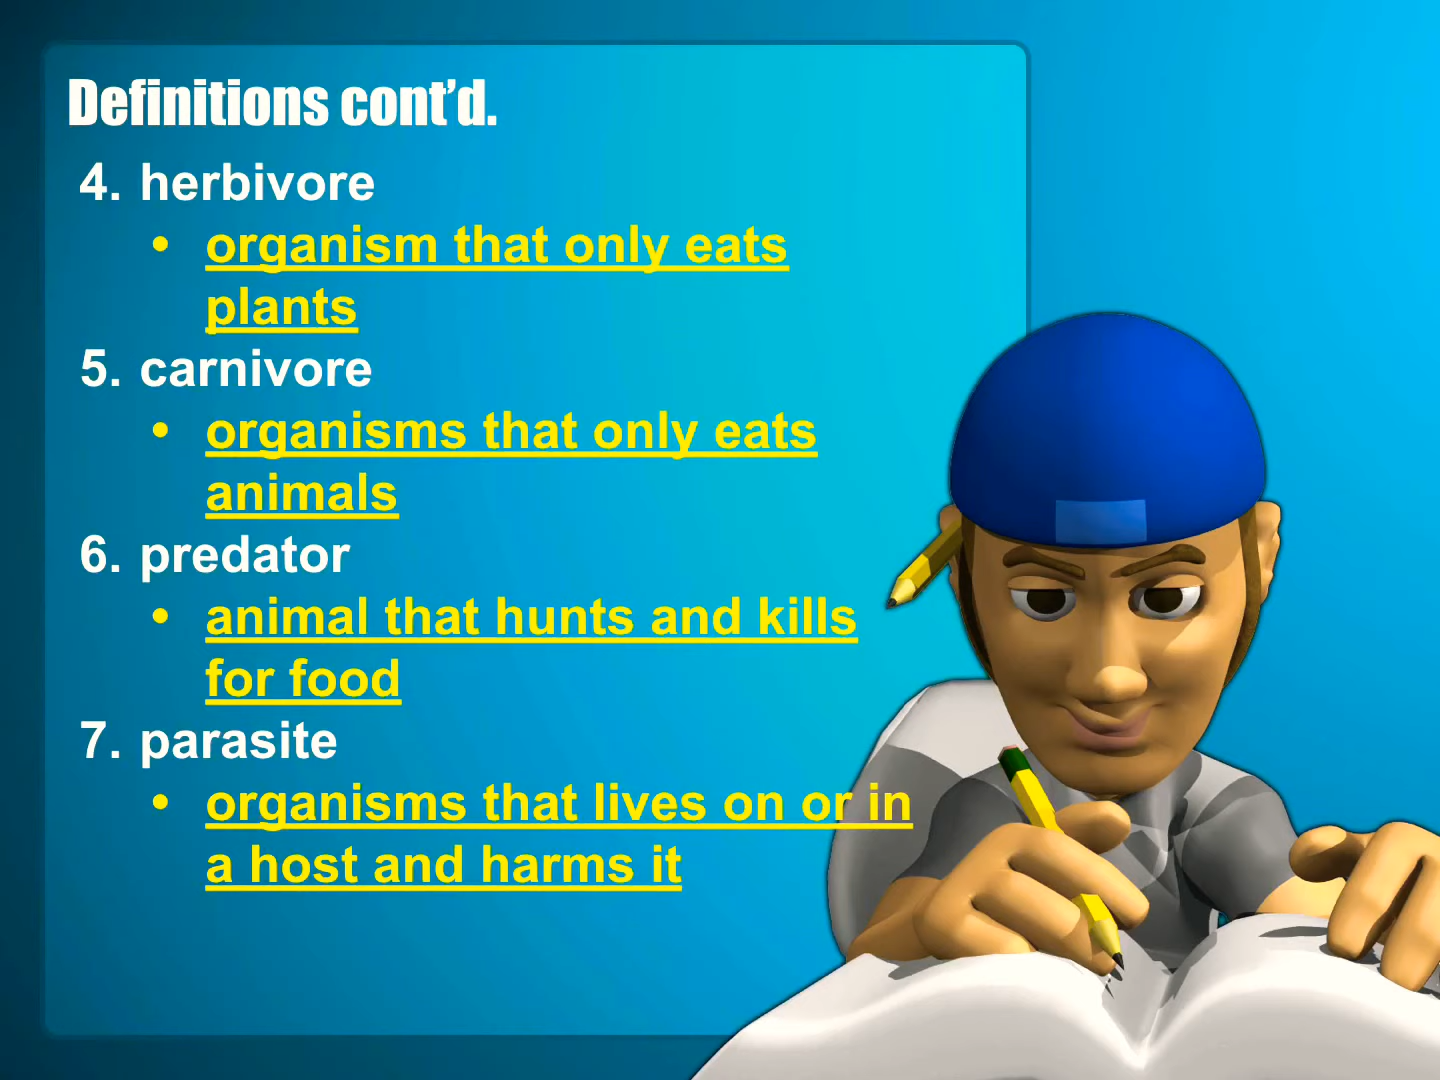 Definitions cont’d.
4. herbivore
• organism that only eats
plants
5. carnivore
• organisms that only eats
animals
6. predator
• animal that hunts and kills
for food
7. parasite
• organisms that lives on or in
a host and harms it